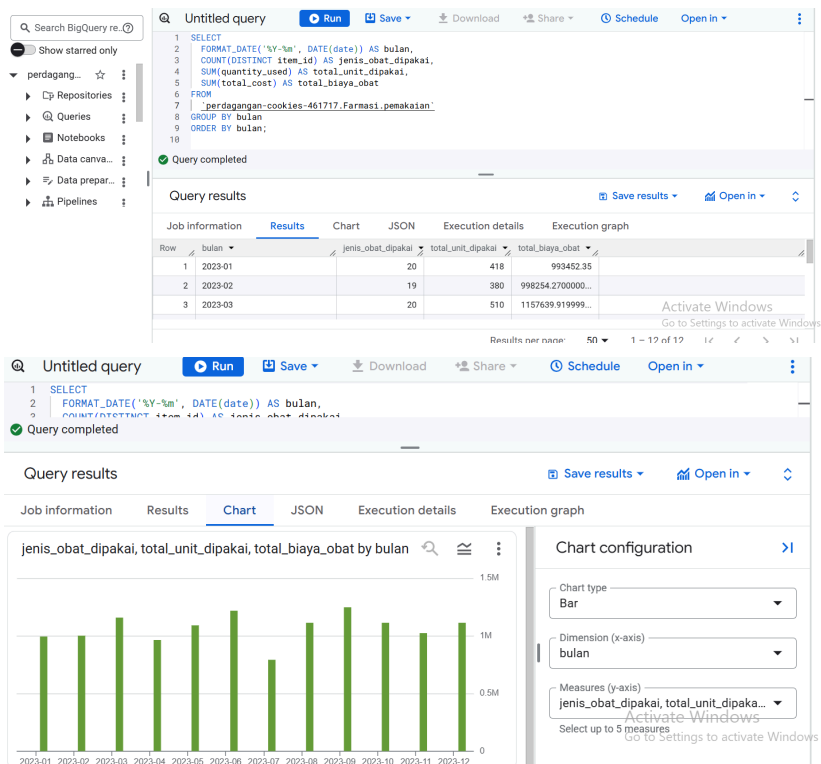 Search BigQuery re..
Show starred only
perdagang...
Repositories
Queries
Notebooks
Data canva...
Data prepar...
Pipelines
Untitled query
Run
Save
Download
Share
Schedule
Open in
1 SELECT
2 FORMAT_DATE('%Y-%m', DATE(date)) AS bulan,
3 COUNT(DISTINCT item_id) AS jenis_obat_dipakai,
4 SUM(quantity_used) AS total_unit_dipakai,
5 SUM(total_cost) AS total_biaya_obat
6 FROM
7 `perdagangan-cookies-461717.Farmasi.pemakaian`
8 GROUP BY bulan
9 ORDER BY bulan;
10
Query completed
Query results
Save results
Open in
Job information Results Chart JSON Execution details Execution graph
Row bulan jenis_obat_dipakai total_unit_dipakai total_biaya_obat
1 2023-01 20 418 993452.35
2 2023-02 19 380 998254.2700000...
3 2023-03 20 510 1157639.919999...
Activate Windows
Go to Settings to activate Windows
Results per page: 50 1 – 12 of 12
Untitled query
Run
Save
Download
Share
Schedule
Open in
1 SELECT
2 FORMAT_DATE('%Y-%m', DATE(date)) AS bulan,
3 COUNT(DISTINCT item_id) AS jenis_obat_dipakai,
Query completed
Query results
Save results
Open in
Job information Results Chart JSON Execution details Execution graph
jenis_obat_dipakai, total_unit_dipakai, total_biaya_obat by bulan
1.5M
1M
0.5M
0
2023-01 2023-02 2023-03 2023-04 2023-05 2023-06 2023-07 2023-08 2023-09 2023-10 2023-11 2023-12
Chart configuration
Chart type
Bar
Dimension (x-axis)
bulan
Measures (y-axis)
jenis_obat_dipakai, total_unit_dipaka...
Select up to 5 measures
Activate Windows
Go to Settings to activate Windows